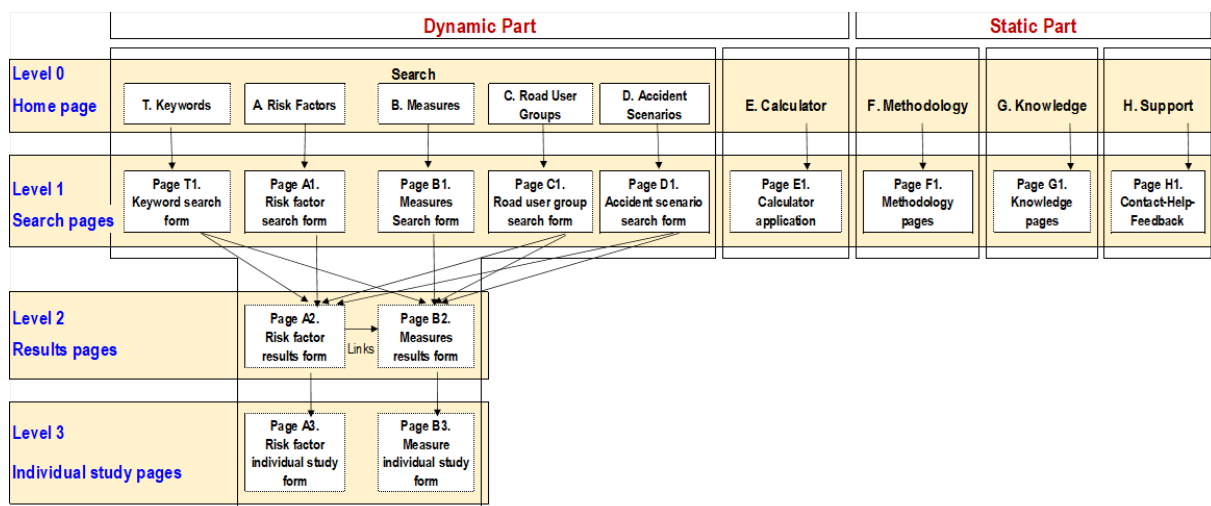 Dynamic Part
Static Part
Level 0
Home page
Search
T. Keywords
A. Risk Factors
B. Measures
C. Road User
Groups
D. Accident
Scenarios
E. Calculator
F. Methodology
G. Knowledge
H. Support
Level 1
Search pages
Page T1.
Keyword search
form
Page A1.
Risk factor
search form
Page B1.
Measures
Search form
Page C1.
Road user group
search form
Page D1.
Accident scenario
search form
Page E1.
Calculator
application
Page F1.
Methodology
pages
Page G1.
Knowledge
pages
Page H1.
Contact-Help-
Feedback
Level 2
Results pages
Page A2.
Risk factor
results form
Links
Page B2.
Measures
results form
Level 3
Individual study pages
Page A3.
Risk factor
individual study
form
Page B3.
Measure
individual study
form